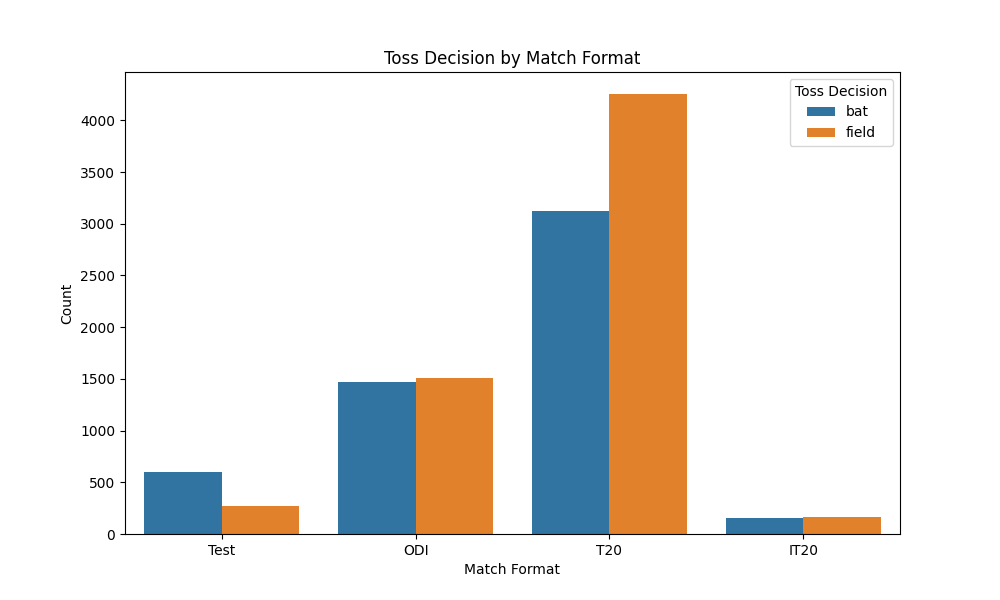 Toss Decision by Match Format
Toss Decision
bat
field
Count
4000
3500
3000
2500
2000
1500
1000
500
0
Test ODI T20 IT20
Match Format